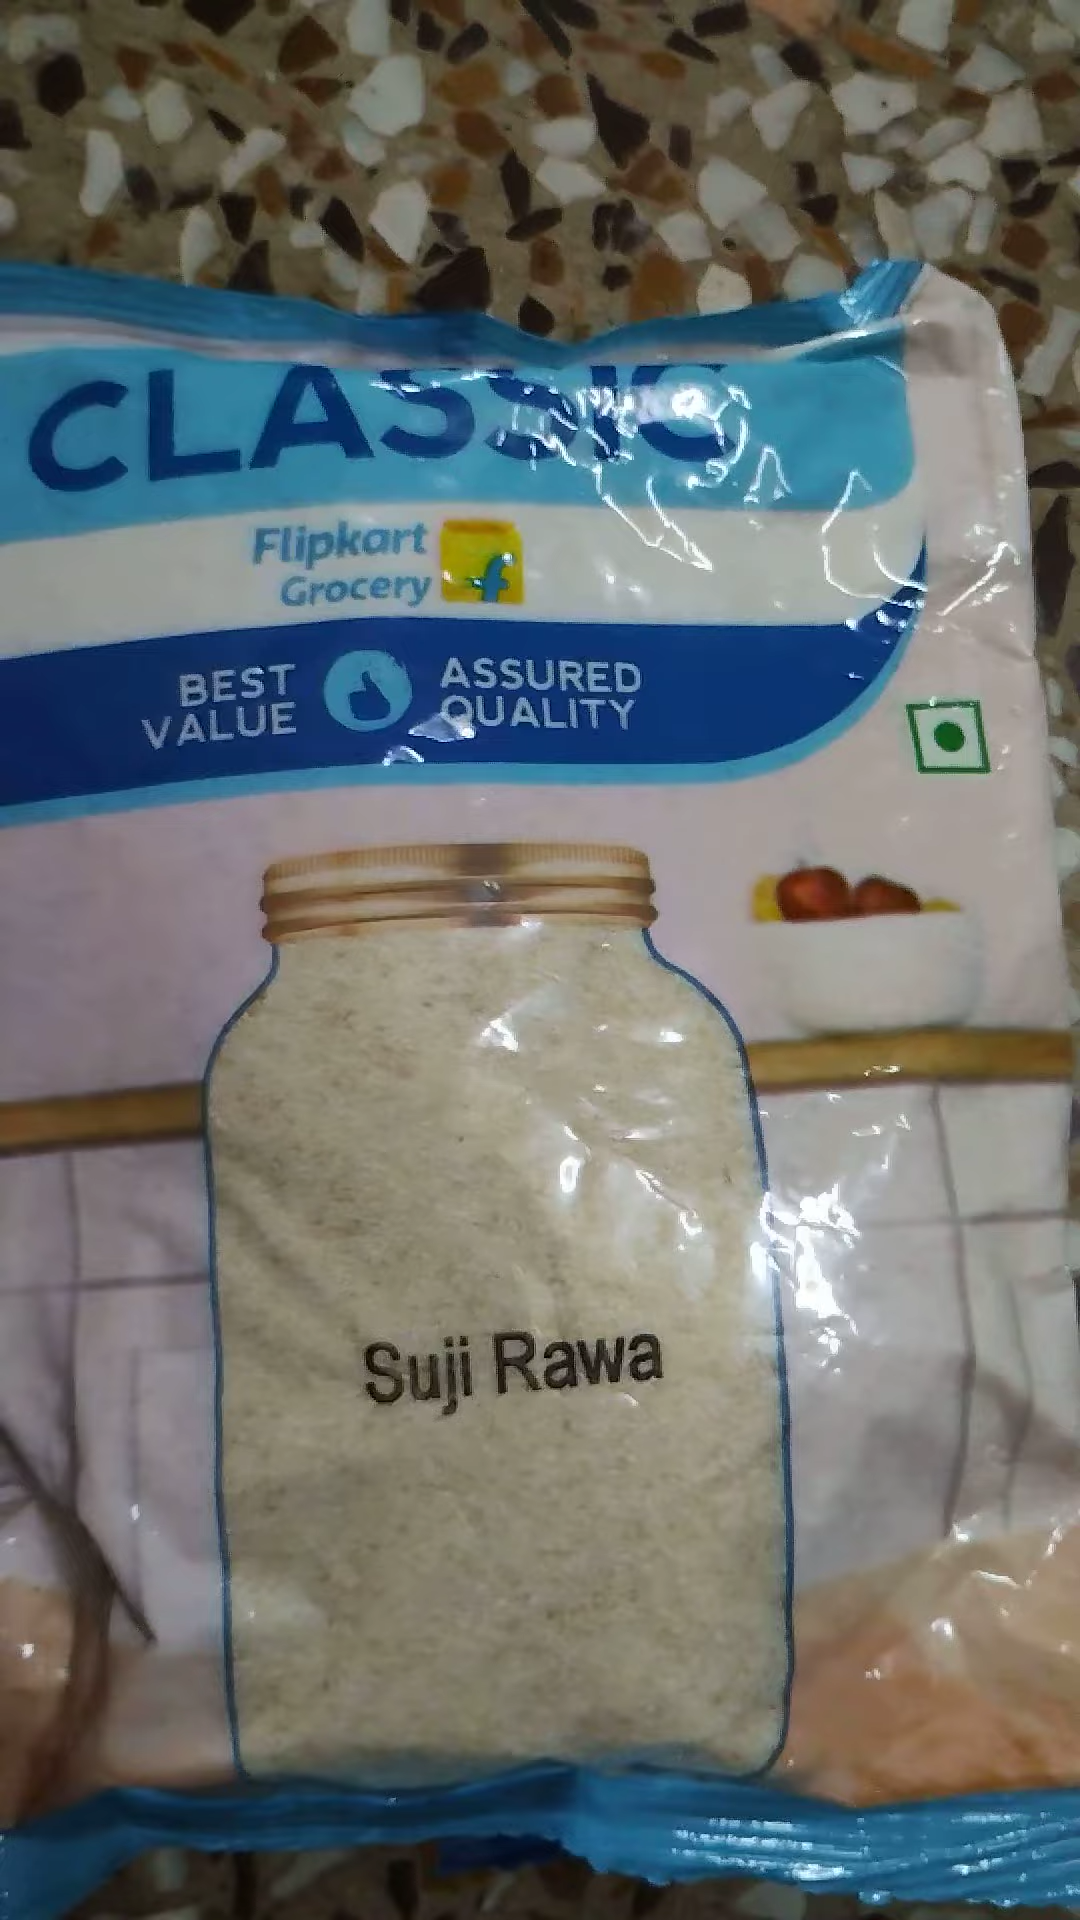 CLASSIC
Flipkart
Grocery
BEST
VALUE
ASSURED
QUALITY
Suji Rawa